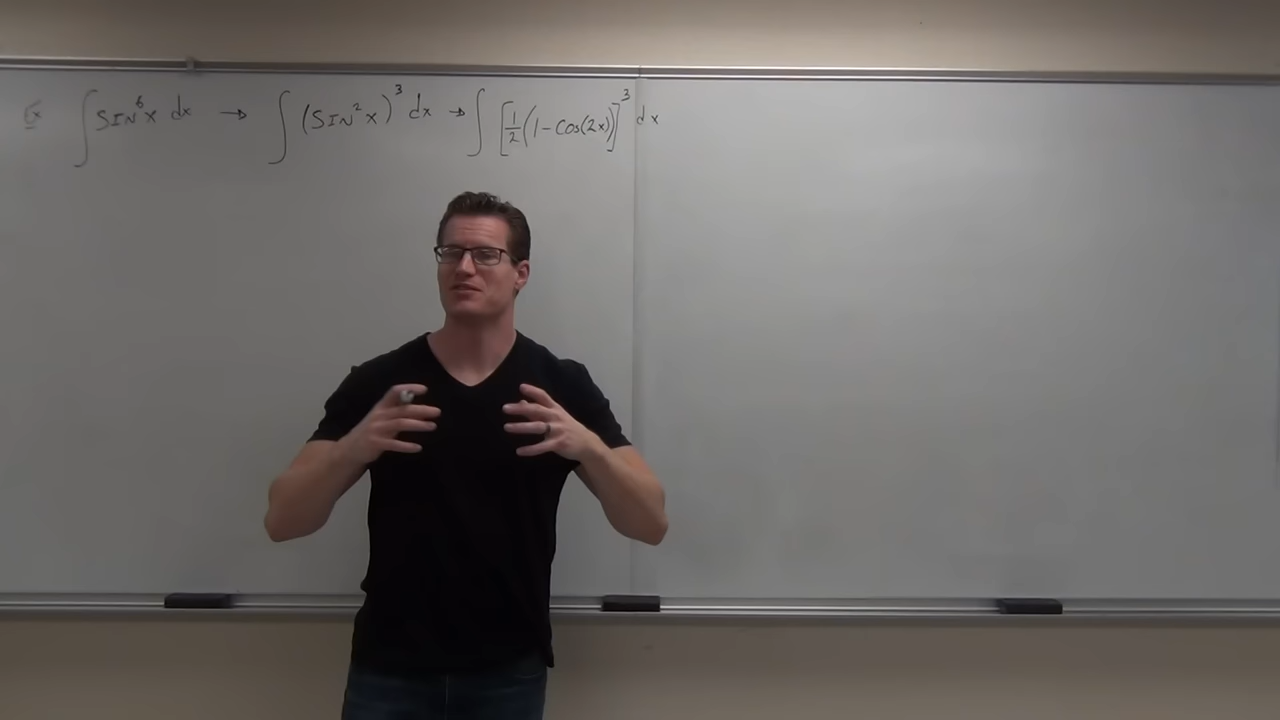 Ex ∫ SIN⁶x dx → ∫ (SIN²x)³ dx → ∫ [1/2(1-Cos(2x))]³ dx